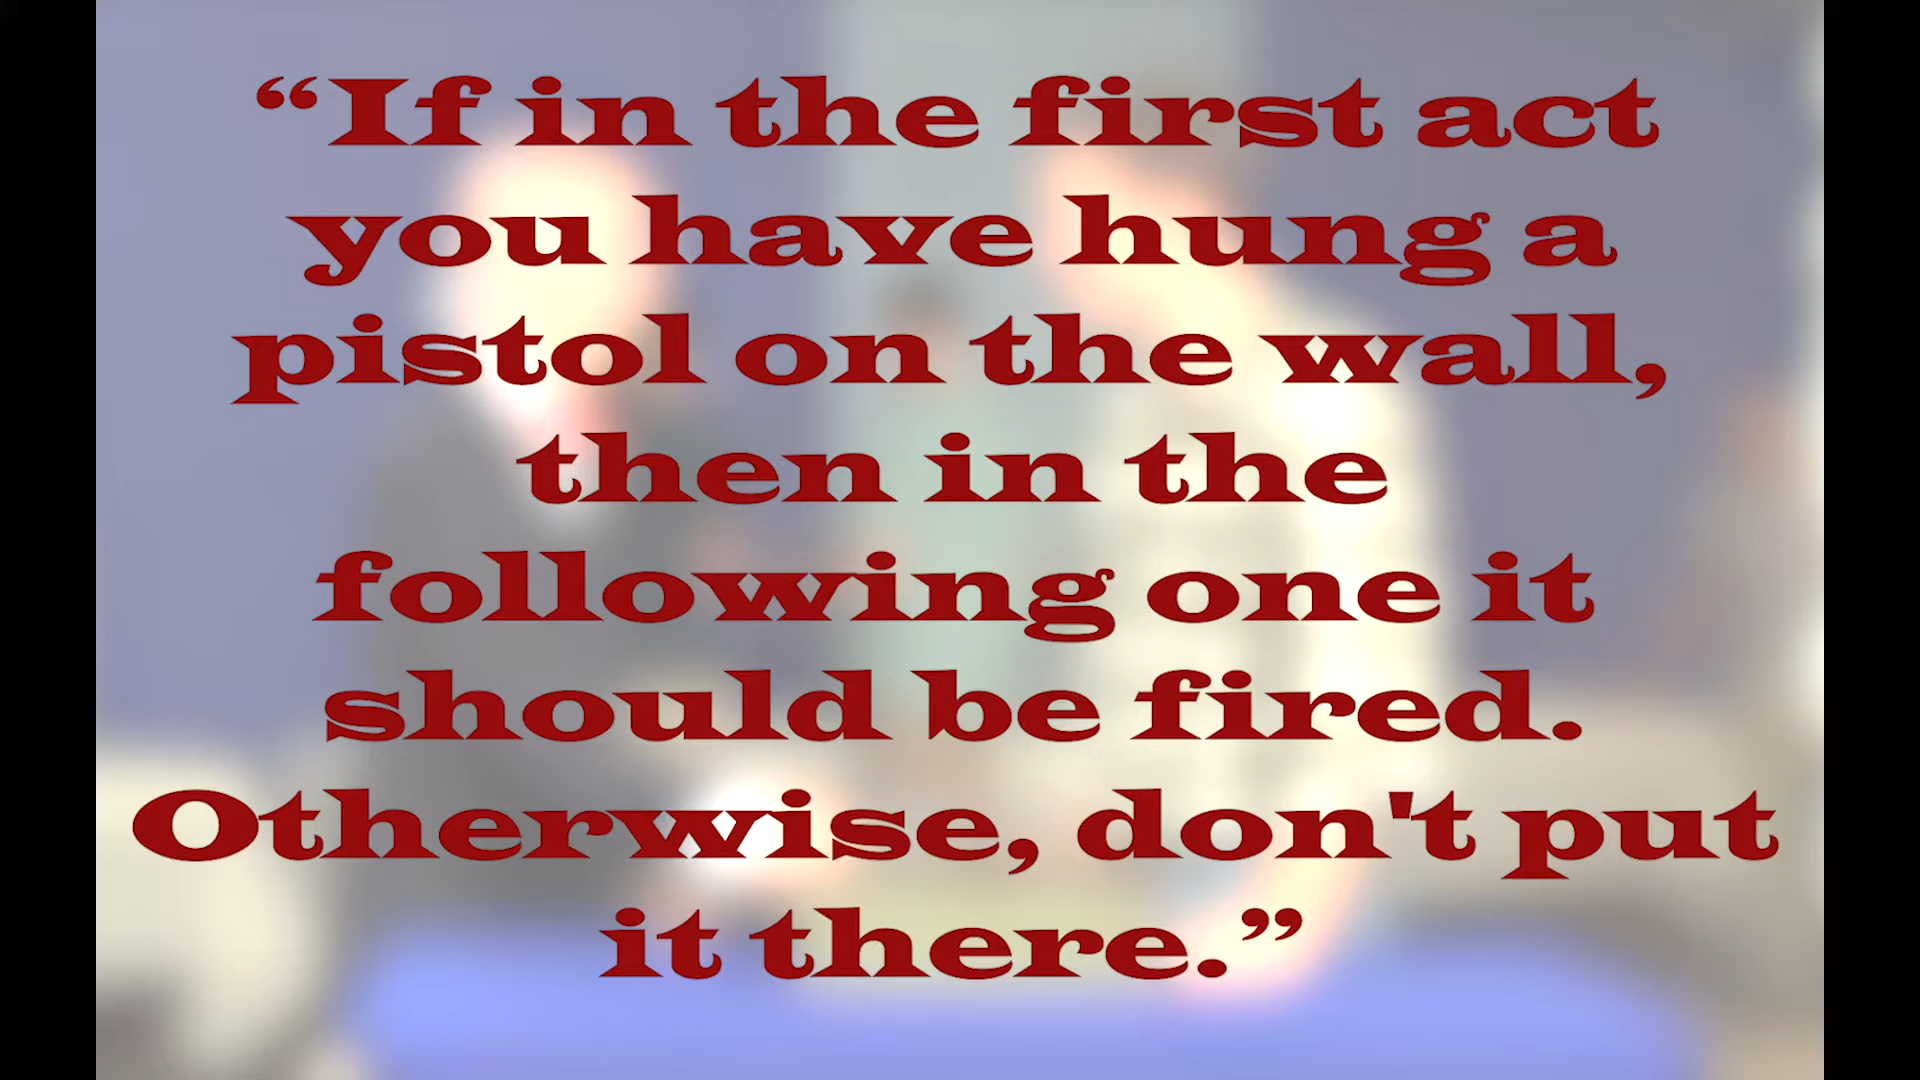 “If in the first act
you have hung a
pistol on the wall,
then in the
following one it
should be fired.
Otherwise, don't put
it there.”